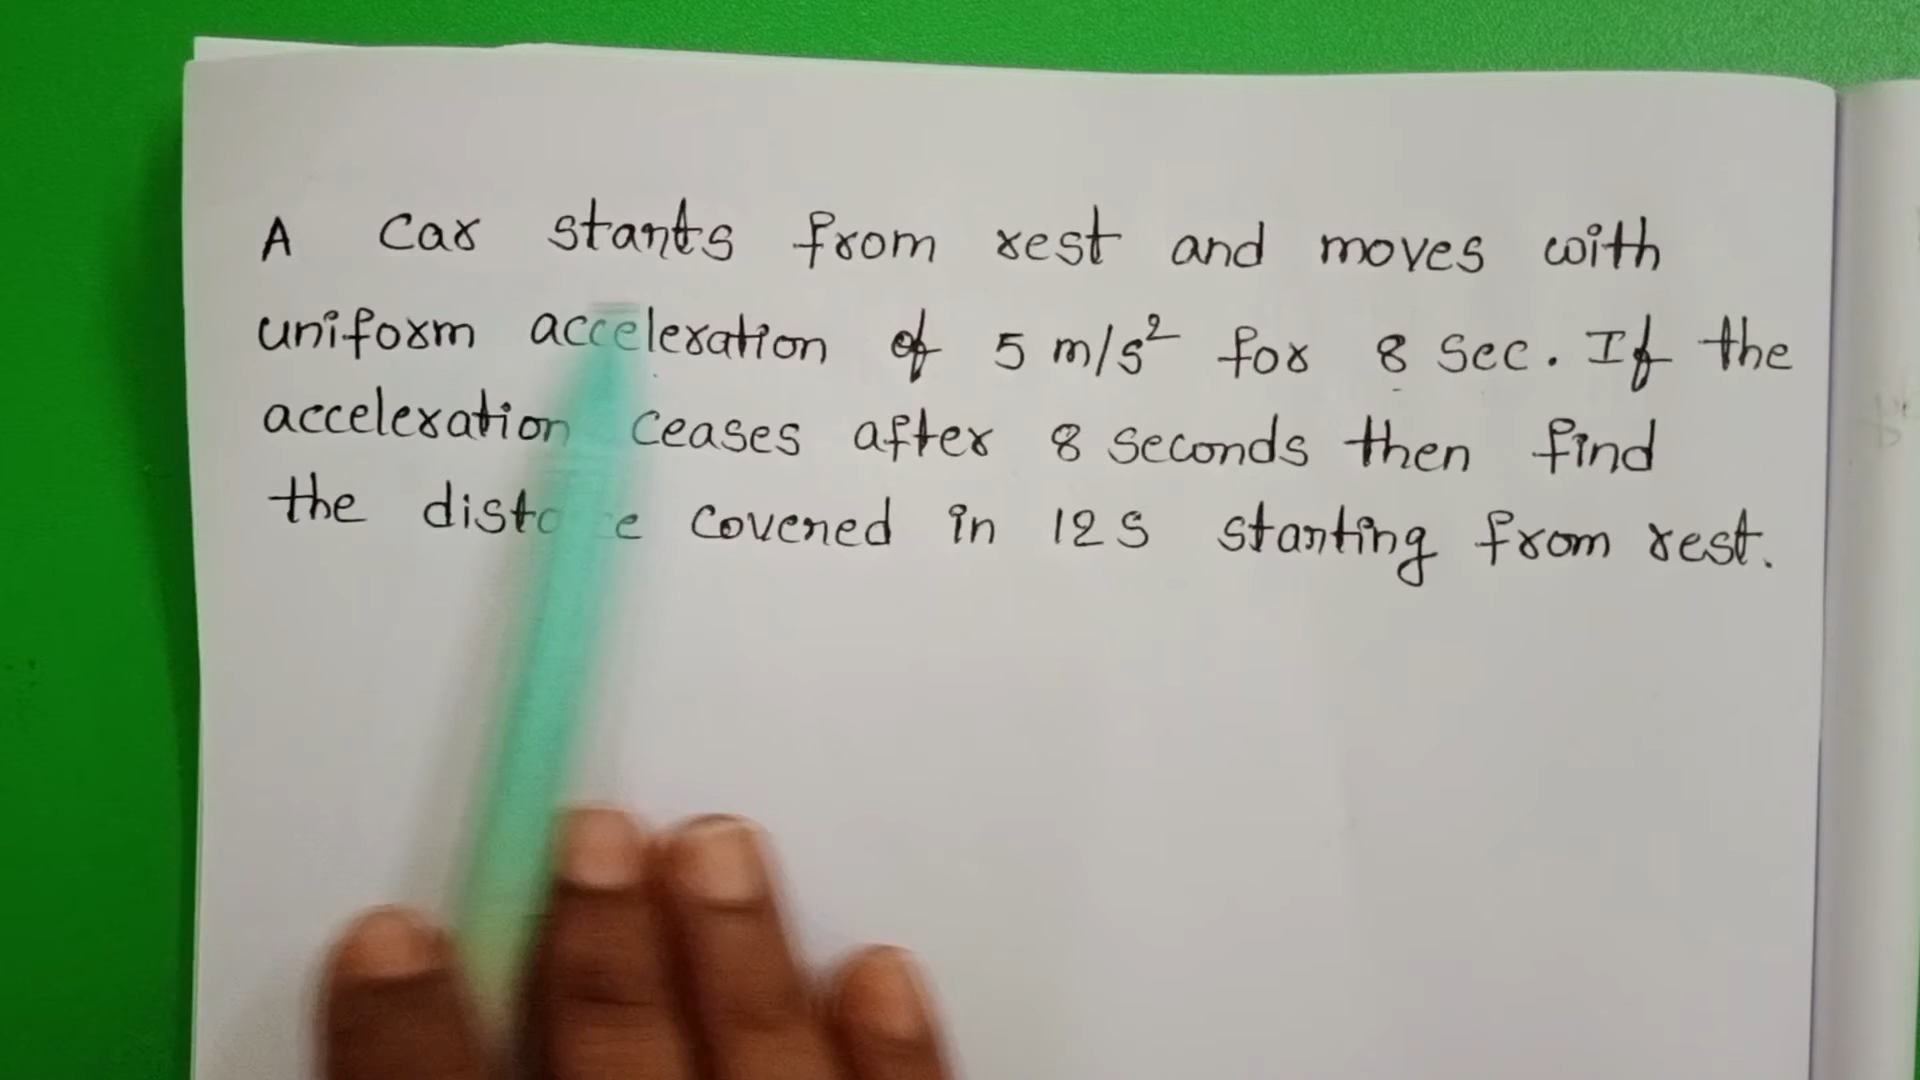 A car starts from rest and moves with
uniform acceleration of 5 m/s² for 8 sec. If the
acceleration ceases after 8 seconds then find
the covered in 12 s starting from rest.